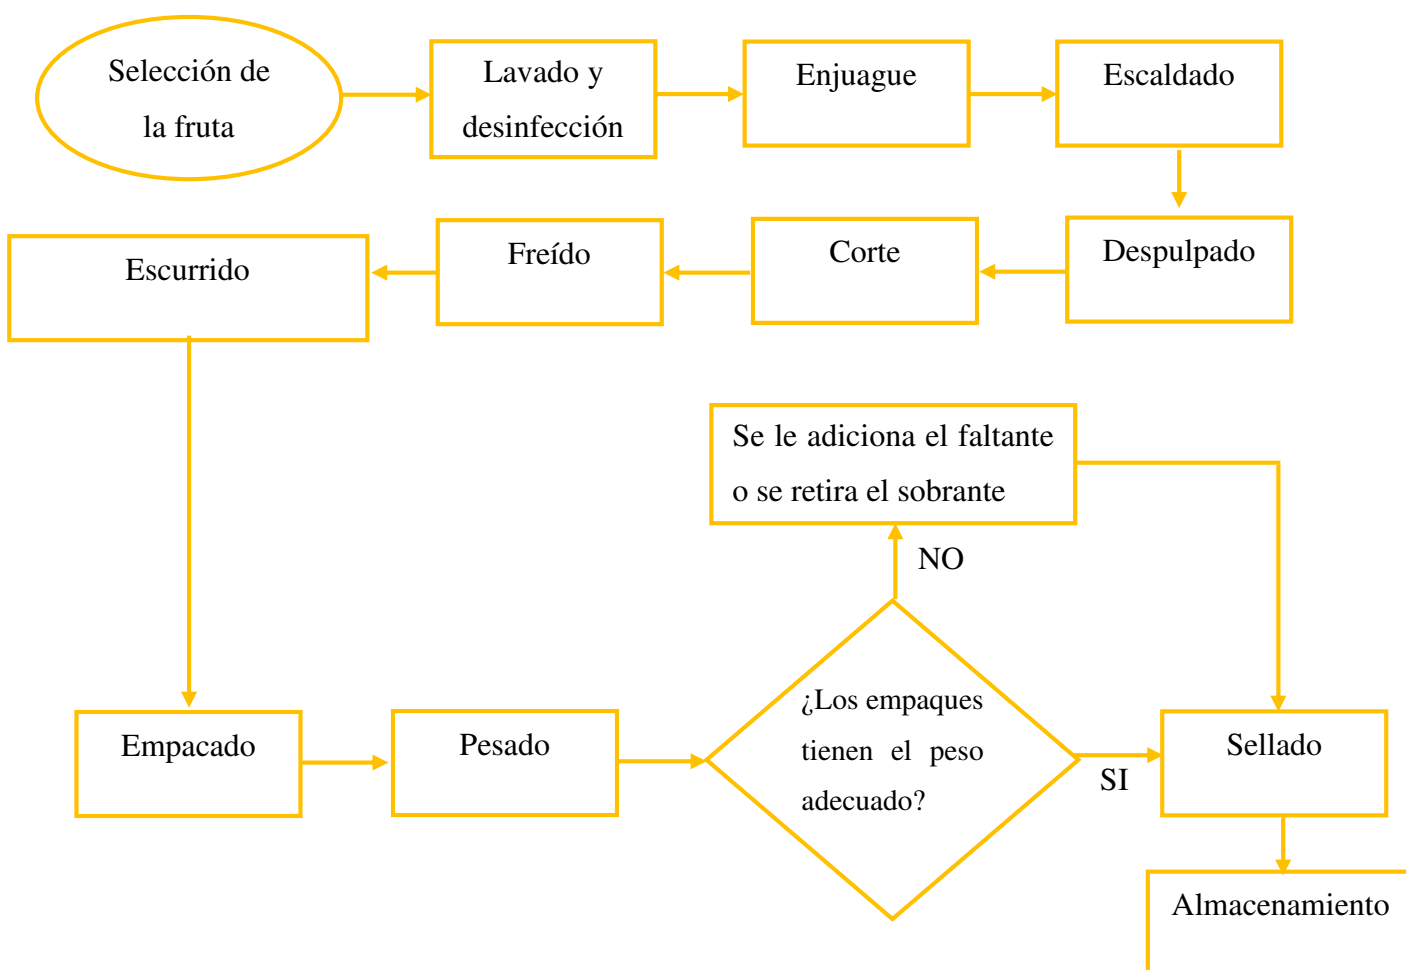 Selección de
la fruta
Lavado y
desinfección
Enjuague
Escaldado
Despulpado
Corte
Freído
Escurrido
Se le adiciona el faltante
o se retira el sobrante
NO
Empacado
Pesado
¿Los empaques
tienen el peso
adecuado?
SI
Sellado
Almacenamiento